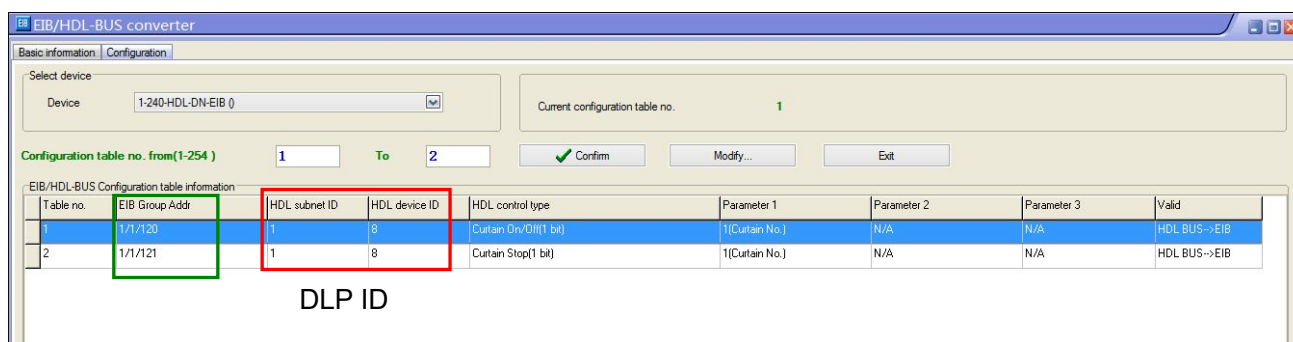 EIB/HDL-BUS converter
Basic information Configuration
Select device
Device 1-240-HDL-DN-EIB () Current configuration table no. 1
Configuration table no. from(1-254 ) 1 To 2 Confirm Modify... Exit
EIB/HDL-BUS Configuration table information
Table no. EIB Group Addr HDL subnet ID HDL device ID HDL control type Parameter 1 Parameter 2 Parameter 3 Valid
1 1/1/120 1 8 Curtain On/Off(1 bit) 1(Curtain No.) N/A N/A HDL BUS-->EIB
2 1/1/121 1 8 Curtain Stop(1 bit) 1(Curtain No.) N/A N/A HDL BUS-->EIB
DLP ID